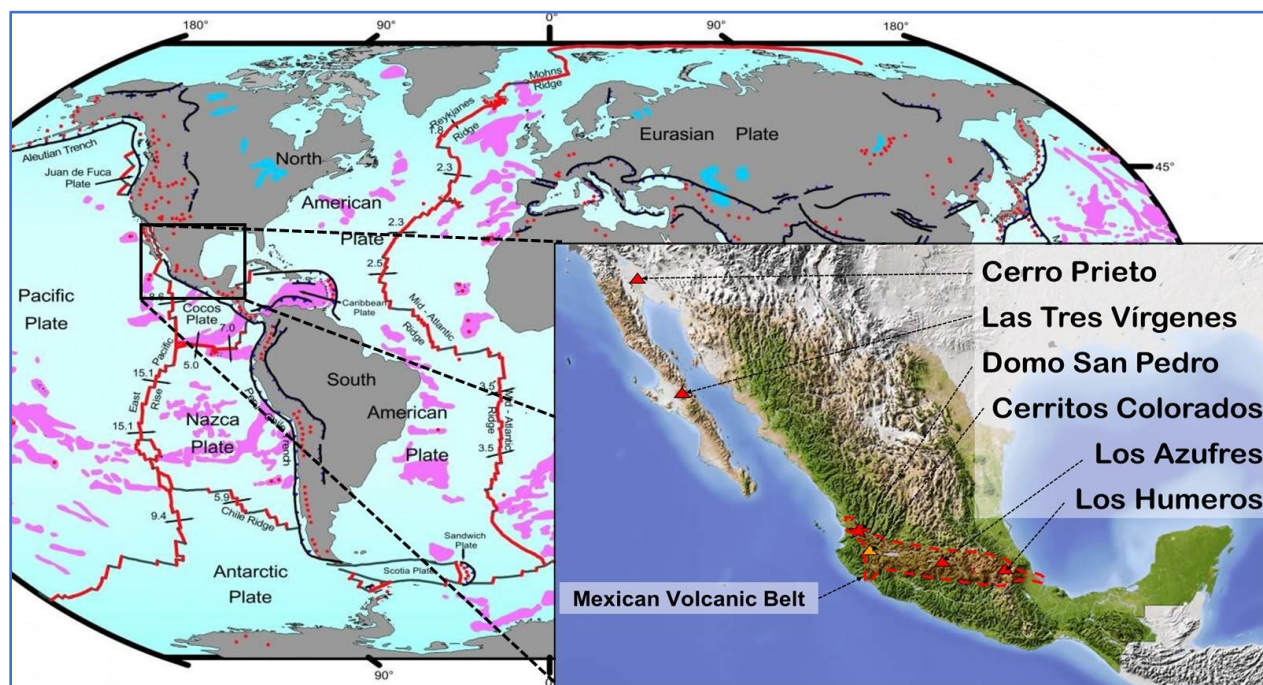 180°
90°
0°
90°
180°
Mohns
Ridge
Reykjanes
Ridge
1.8
Eurasian Plate
Aleutian Trench
North
45°
Juan de Fuca
Plate
2.3
American
2.3
Plate
2.5
Pacific
Plate
Cocos
Plate
7.0
Caribbean
Plate
Mid - Atlantic
Ridge
5.0
Pacific
East
Rise
15.1
South
American
Plate
3.5
Mid - Atlantic
Ridge
Nazca
Plate
15.1
3.5
Trench
5.9
9.4
Chile Ridge
Sandwich
Plate
Scotia Plate
Antarctic
Plate
90°
0°
Cerro Prieto
Las Tres Vírgenes
Domo San Pedro
Cerritos Colorados
Los Azufres
Los Humeros
Mexican Volcanic Belt